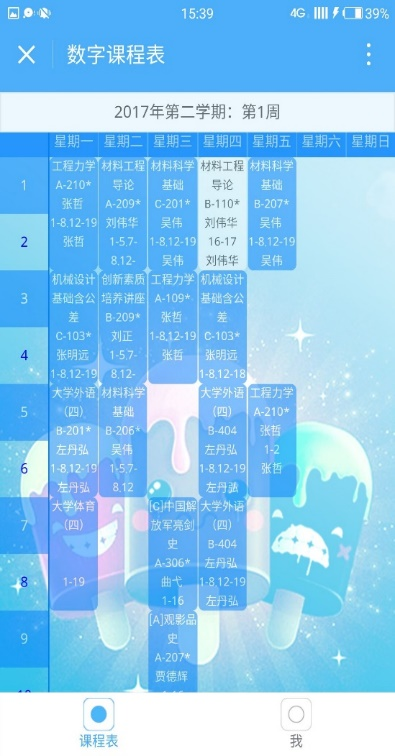 15:39
4G
39%
数字课程表
2017年第二学期：第1周
星期一 星期二 星期三 星期四 星期五 星期六 星期日
1
2
3
4
5
6
7
8
9
工程力学
A-210*
张哲
1-8.12-19
张哲
机械设计
基础含公
差
C-103*
张明远
1-8.12-19
大学外语
（四）
B-201*
左丹弘
1-8.12-19
左丹弘
大学体育
（四）
1-19
材料工程
导论
A-209*
刘伟华
1-5.7-
8.12-
创新素质
培养讲座
B-209*
刘正
1-5.7-
8.12-
材料科学
基础
B-206*
吴伟
1-5.7-
8.12
材料科学
基础
C-201*
吴伟
1-8.12-19
吴伟
工程力学
A-109*
张哲
1-8.12-19
张哲
[C]中国解
放军亮剑
史
A-306*
曲弋
1-16
[A]观影品
史
A-207*
贾德辉
材料工程
导论
B-110*
刘伟华
16-17
刘伟华
机械设计
基础含公
差
C-103*
张明远
1-8.12-18
大学外语
（四）
B-404
左丹弘
1-8.12-19
左丹弘
大学外语
（四）
B-404
左丹弘
1-8.12-19
左丹弘
材料科学
基础
B-207*
吴伟
1-8.12-19
吴伟
工程力学
A-210*
张哲
1-2
张哲
课程表
我